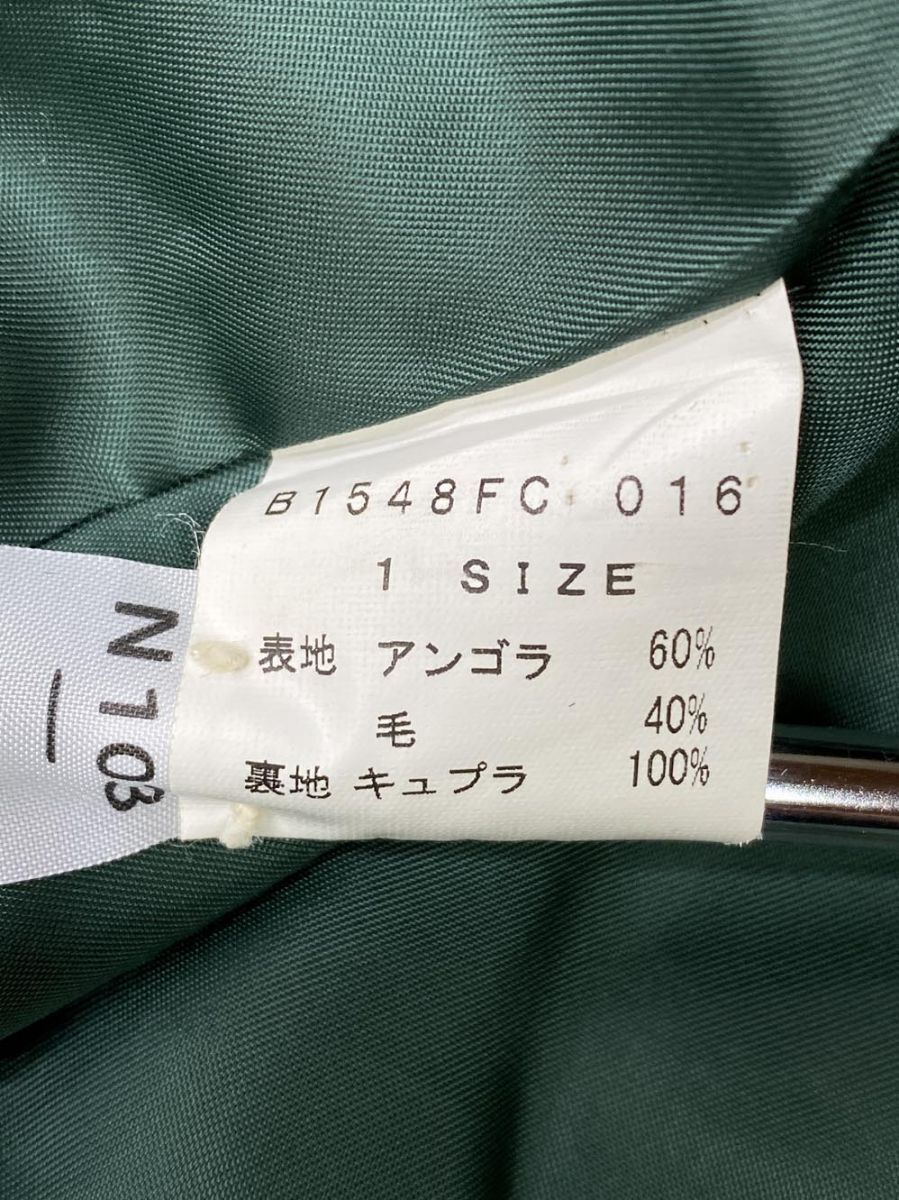 B1548FC 016
1 SIZE
表地 アンゴラ 60%
毛 40%
裏地 キュプラ 100%
N103